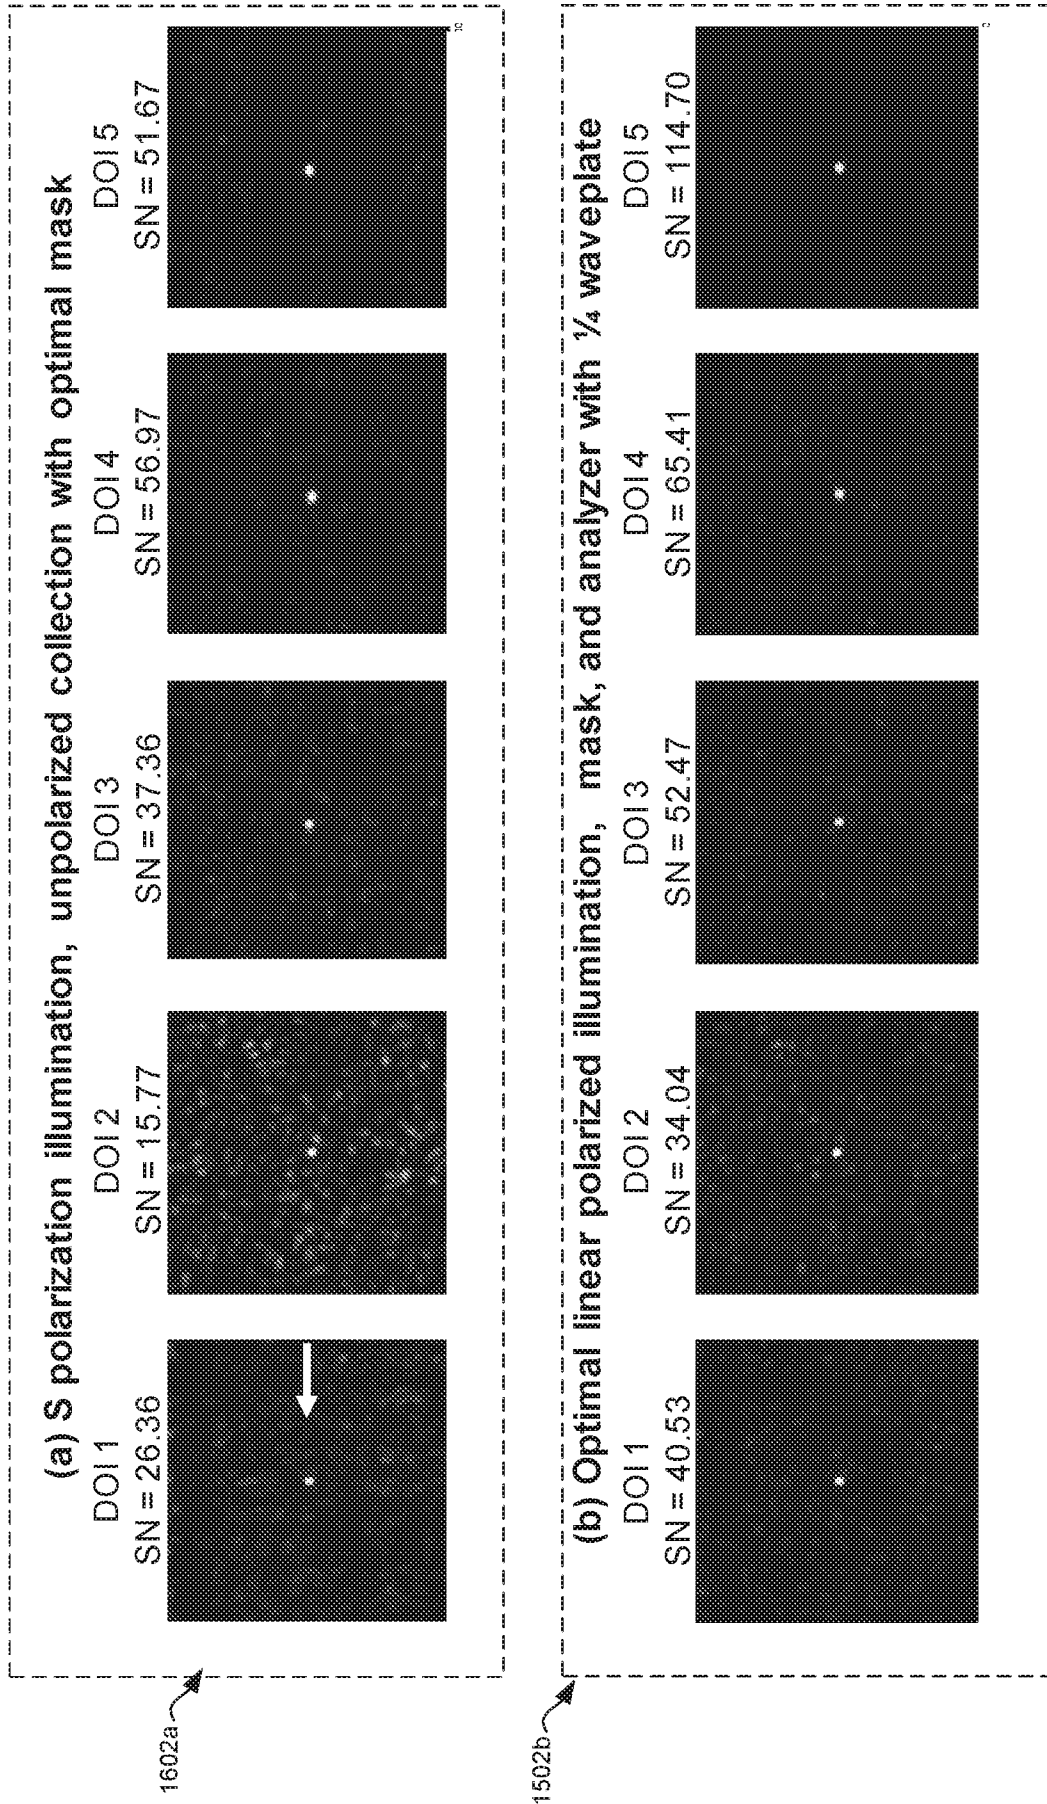 (a) S polarization illumination, unpolarized collection with optimal mask
DOI 1
SN = 26.36
DOI 2
SN = 15.77
DOI 3
SN = 37.36
DOI 4
SN = 56.97
DOI 5
SN = 51.67
1602a
(b) Optimal linear polarized illumination, mask, and analyzer with ¼ waveplate
DOI 1
SN = 40.53
DOI 2
SN = 34.04
DOI 3
SN = 52.47
DOI 4
SN = 65.41
DOI 5
SN = 114.70
1502b